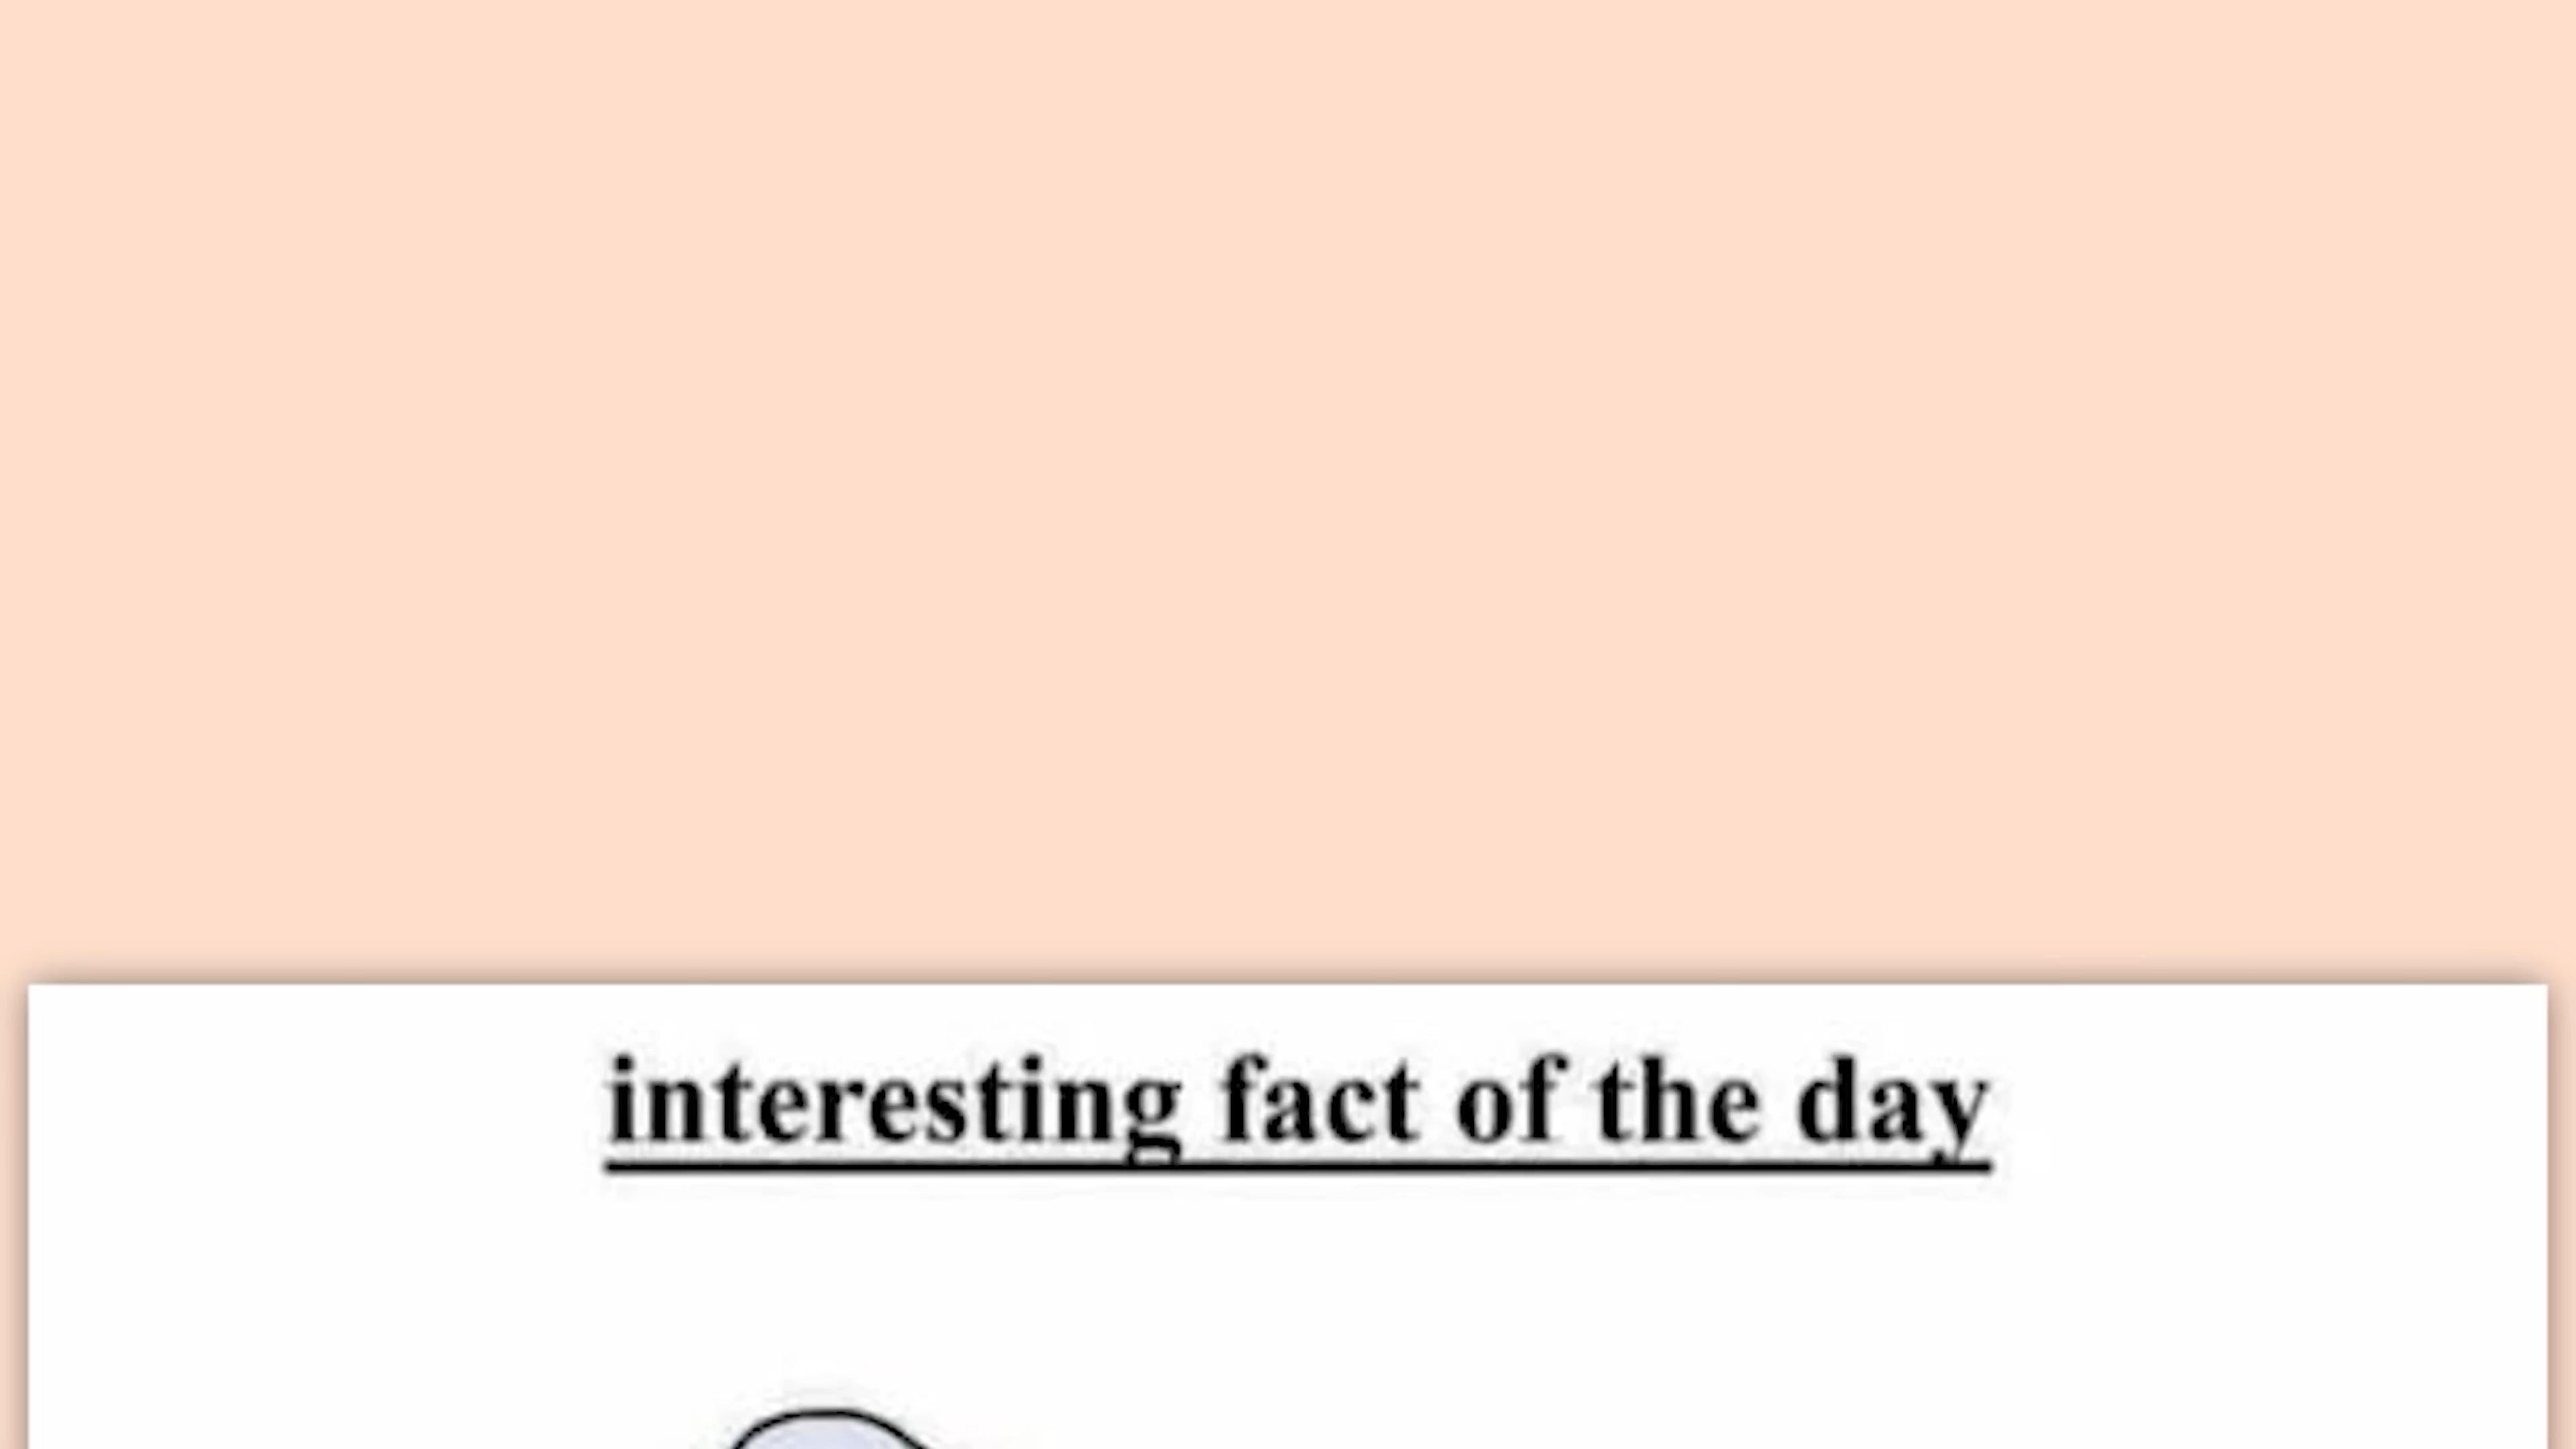 interesting fact of the day